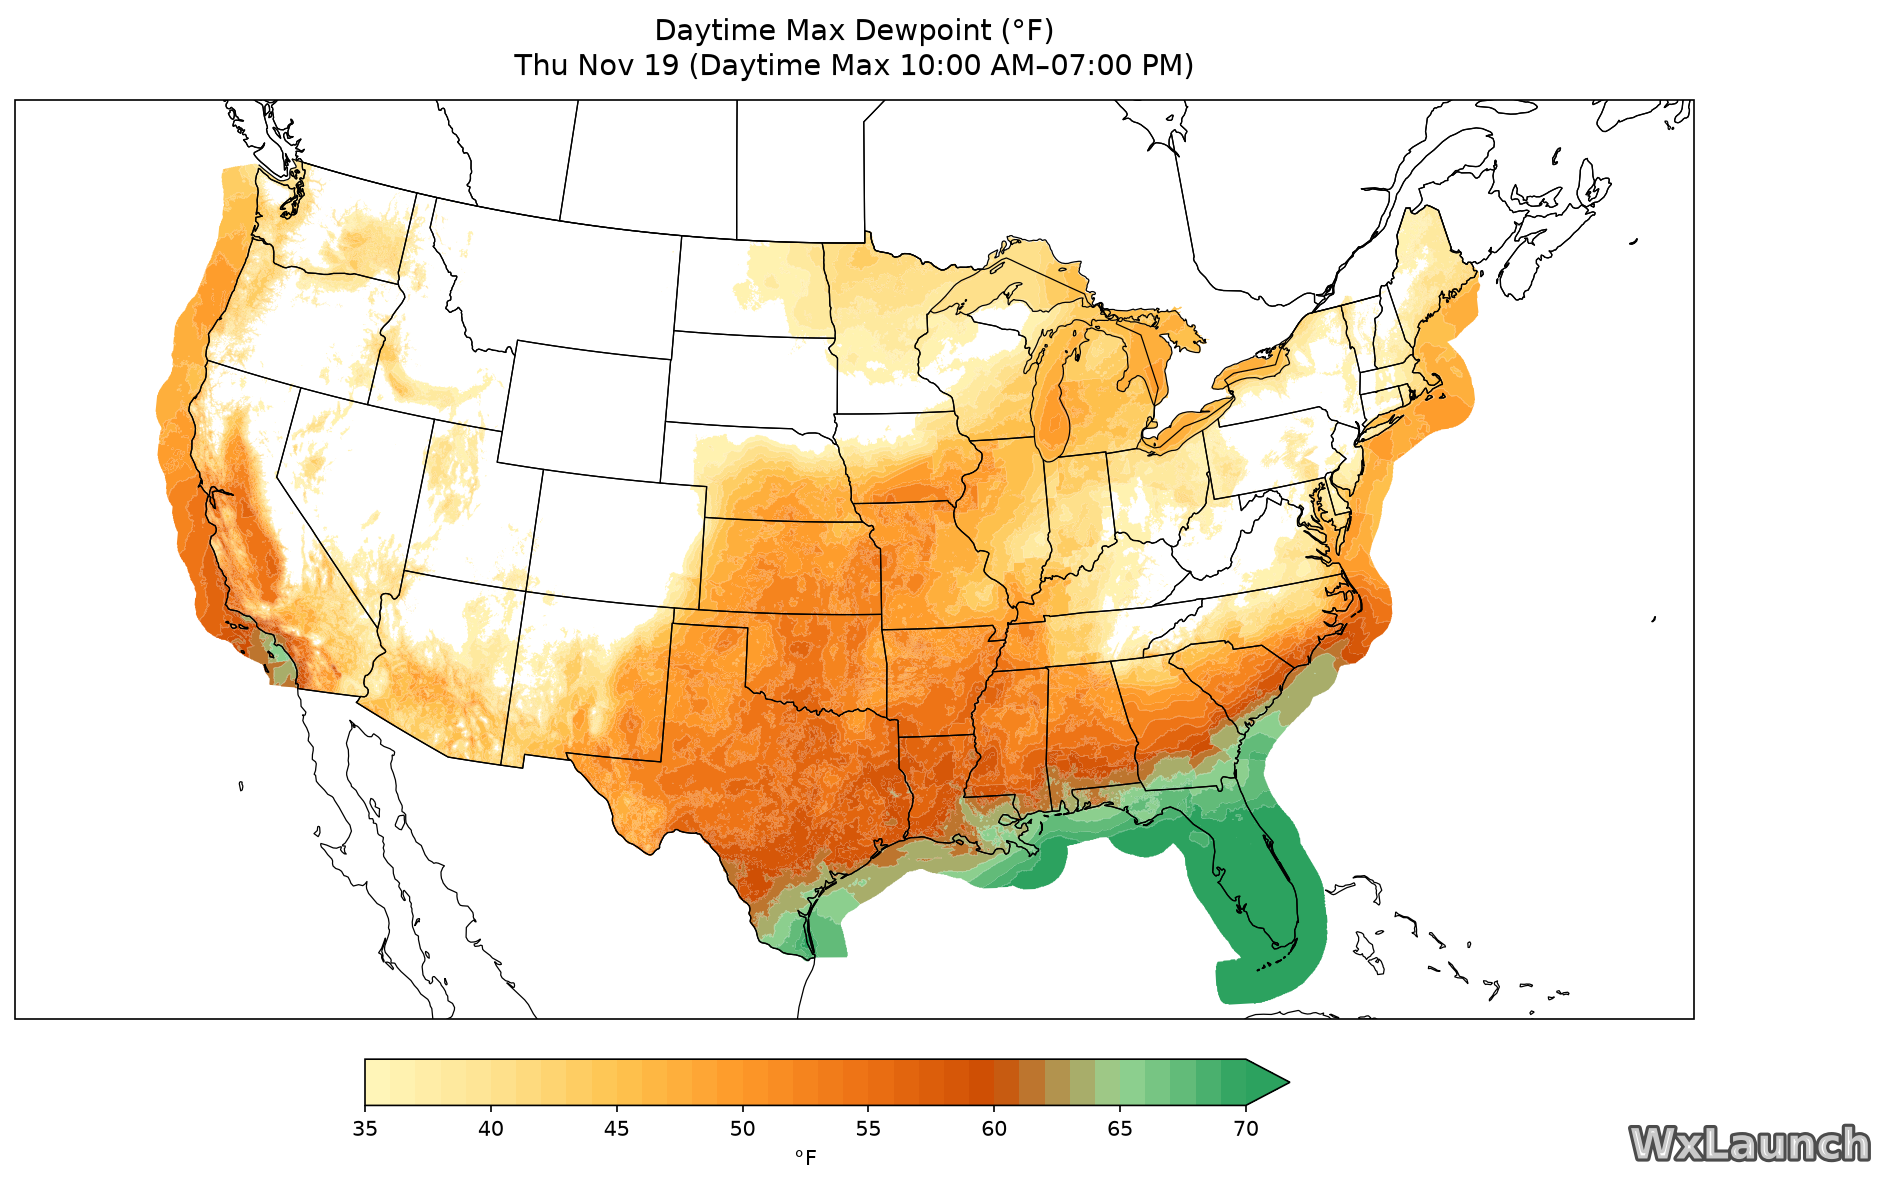 Daytime Max Dewpoint (°F)
Thu Nov 19 (Daytime Max 10:00 AM–07:00 PM)
35 40 45 50 55 60 65 70
°F
WxLaunch